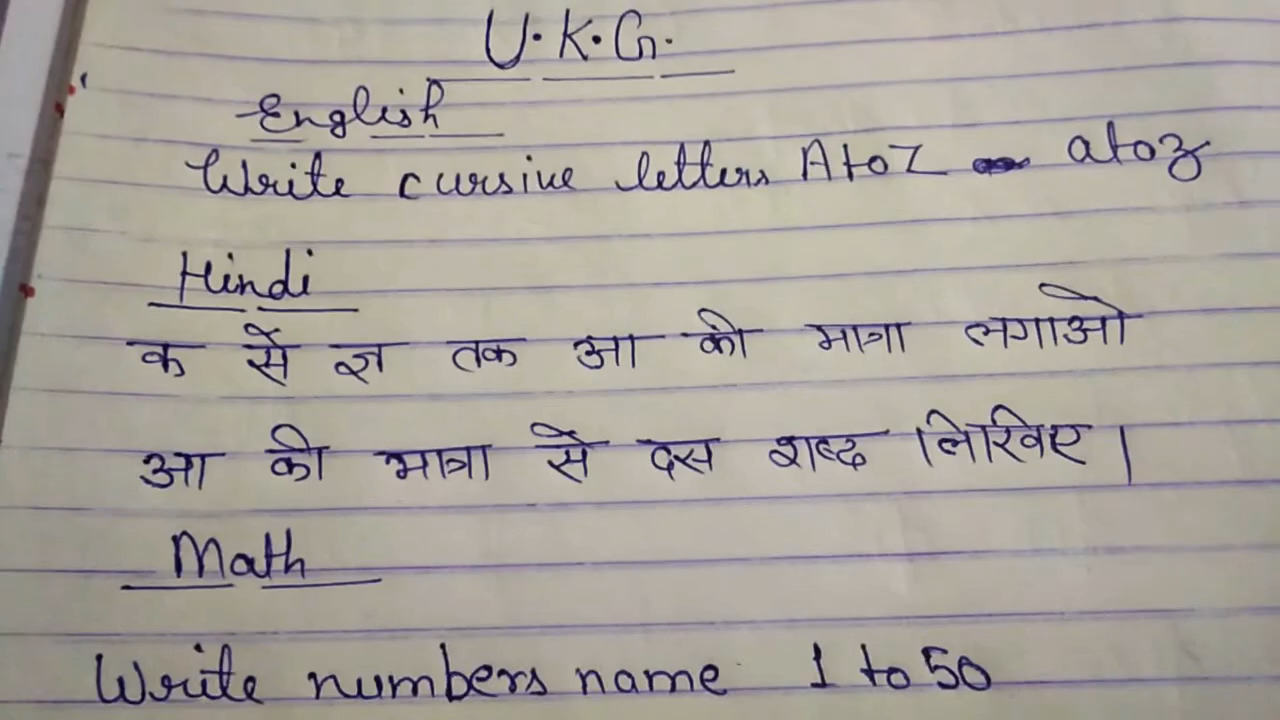 U.K.G.
English
Write cursive letters A to Z a to z
Hindi
क से ज्ञ तक आ की मात्रा लगाओ
आ की मात्रा से दस शब्द लिखिए।
Math
Write numbers name 1 to 50